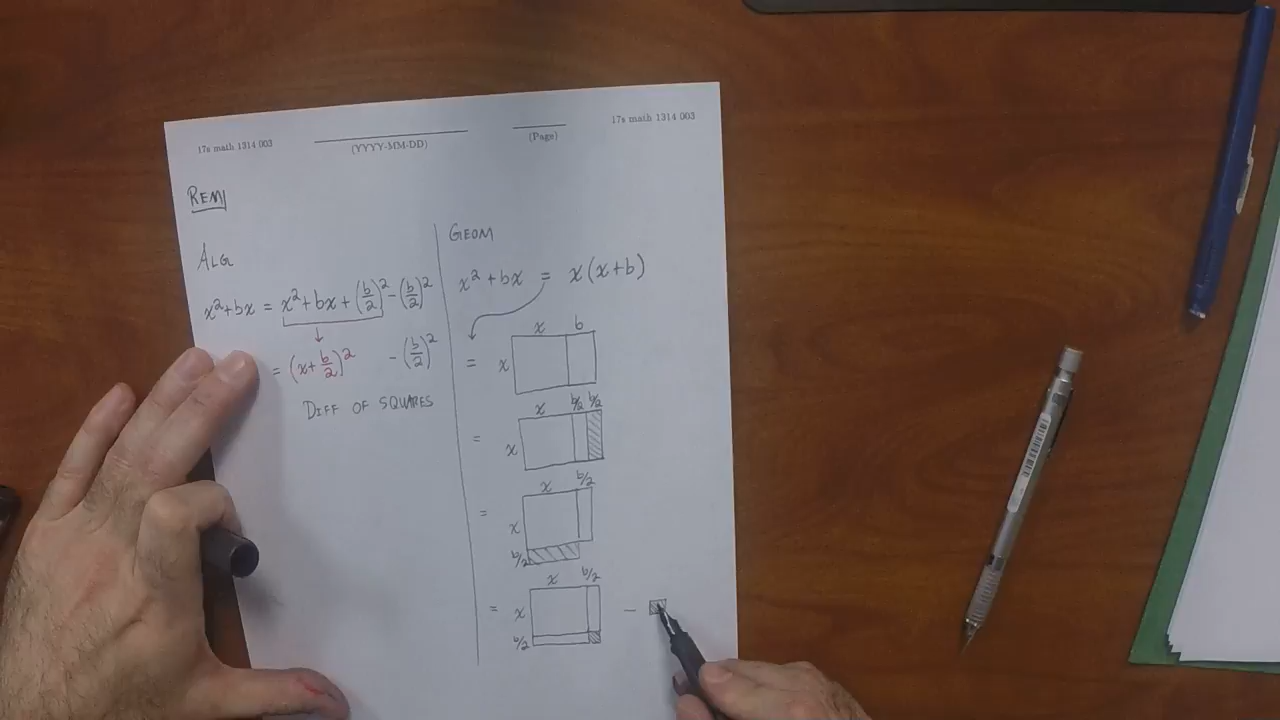 17s math 1314 003
(YYYY-MM-DD)
(Page)
17s math 1314 003
REM
ALG
x² + bx = x² + bx + (b/2)² - (b/2)²
= (x + b/2)² - (b/2)²
DIFF OF SQUARES
GEOM
x² + bx = x(x+b)
x b
= x
x b/2 b/2
= x
x b/2
= x
b/2
x b/2
= x -
b/2